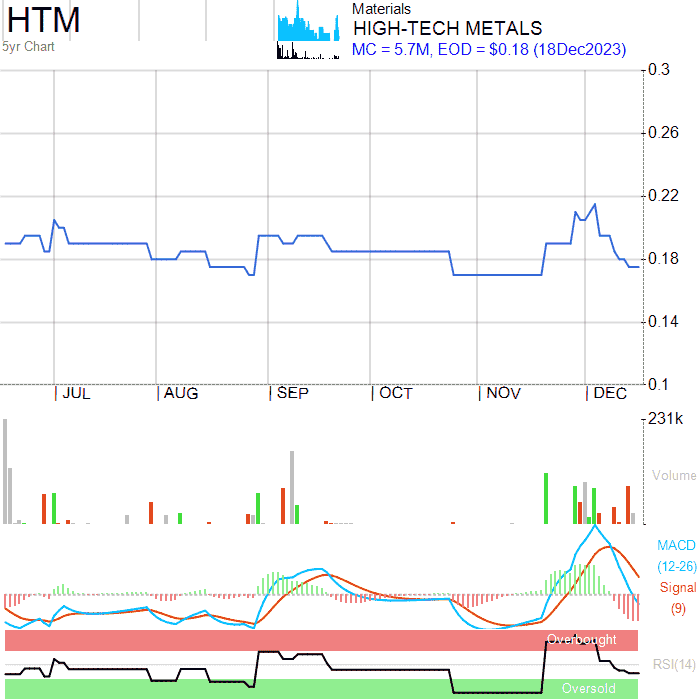 HTM
5yr Chart
Materials
HIGH-TECH METALS
MC = 5.7M, EOD = $0.18 (18Dec2023)
0.3
0.26
0.22
0.18
0.14
0.1
JUL AUG SEP OCT NOV DEC
231k
Volume
MACD
(12-26)
Signal
(9)
Overbought
RSI(14)
Oversold